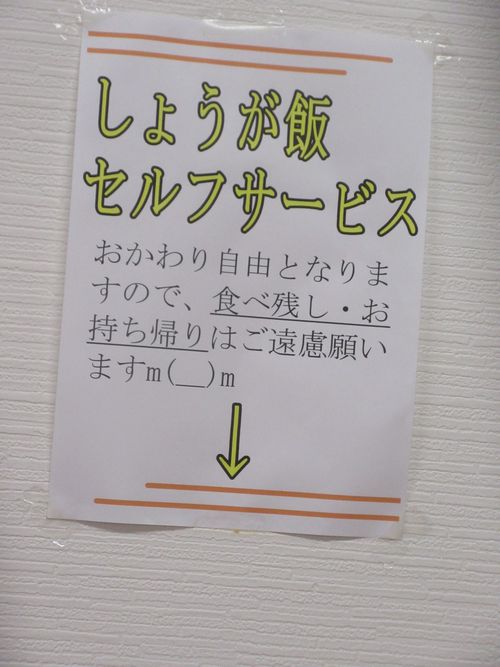 しょうが飯
セルフサービス
おかわり自由となりま
すので、食べ残し・お
持ち帰りはご遠慮願い
ますm(__)m